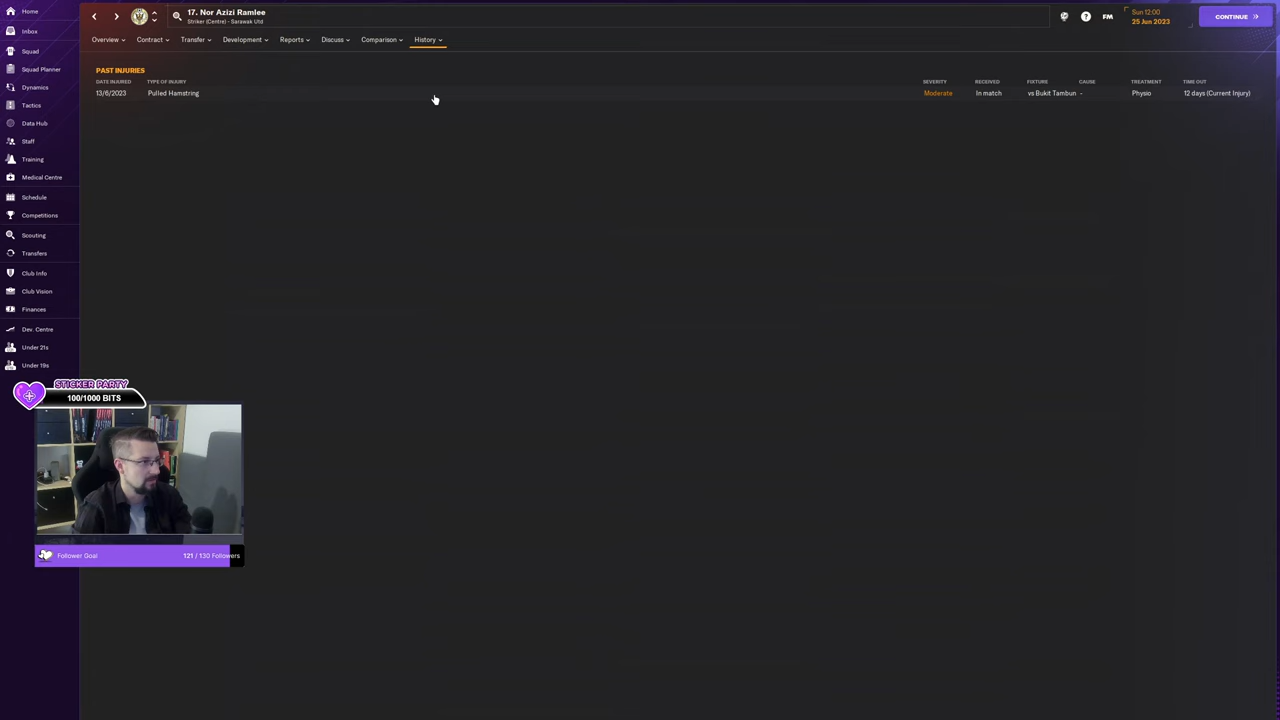 Home
Inbox
Squad
Squad Planner
Dynamics
Tactics
Data Hub
Staff
Training
Medical Centre
Schedule
Competitions
Scouting
Transfers
Club Info
Club Vision
Finances
Dev. Centre
Under 21s
Under 19s
17. Nor Azizi Ramlee
Striker (Centre) - Sarawak Utd
? FM
Sun 12:00
25 Jun 2023
CONTINUE
Overview Contract Transfer Development Reports Discuss Comparison History
PAST INJURIES
DATE INJURED TYPE OF INJURY SEVERITY RECEIVED FIXTURE CAUSE TREATMENT TIME OUT
13/6/2023 Pulled Hamstring Moderate In match vs Bukit Tambun - Physio 12 days (Current Injury)
STICKER PARTY
100/1000 BITS
Follower Goal 121 / 130 Followers